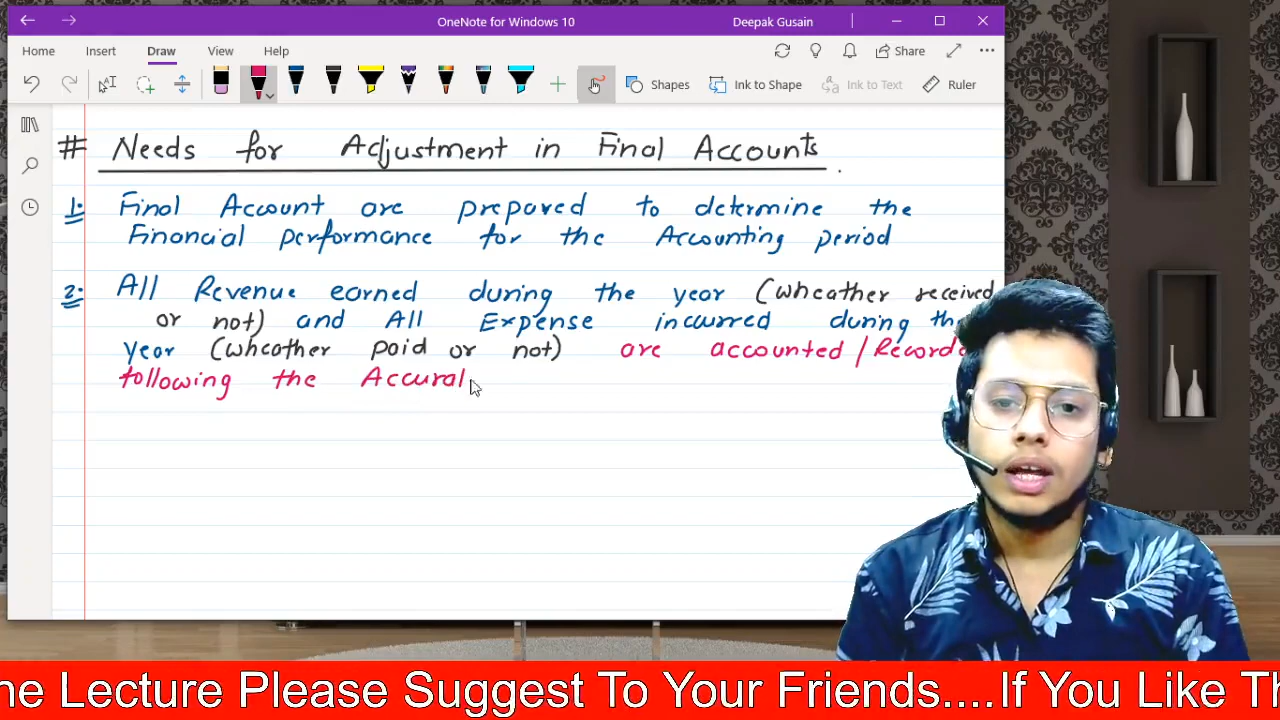 OneNote for Windows 10
Deepak Gusain
Home Insert Draw View Help
Share
Shapes
Ink to Shape
Ink to Text
Ruler
# Needs for Adjustment in Final Accounts.
1. Final Account are prepared to determine the
Financial performance for the Accounting period
2. All Revenue earned during the year (wheather received
or not) and All Expense incurred during th
year (wheather paid or not) are accounted/Record
following the Accural
he Lecture Please Suggest To Your Friends....If You Like Th